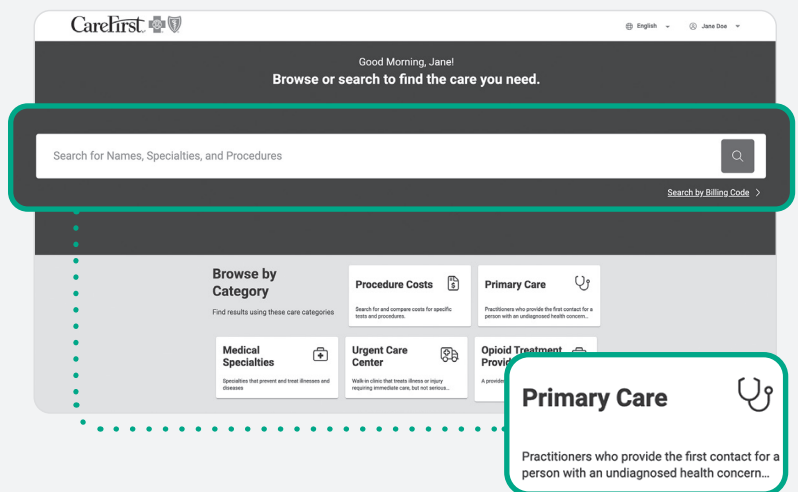 CareFirst
English
Jane Doe
Good Morning, Jane!
Browse or search to find the care you need.
Search for Names, Specialties, and Procedures
Search by Billing Code
Browse by
Category
Find results using these care categories
Procedure Costs
Search for and compare costs for specific
tests and procedures.
Primary Care
Practitioners who provide the first contact for a
person with an undiagnosed health concern...
Medical
Specialties
Specialties that prevent and treat illnesses and
diseases
Urgent Care
Center
Walk-in clinic that treats illness or injury
requiring immediate care, but not serious...
Opioid Treatment
Provid
A provider
Primary Care
Practitioners who provide the first contact for a
person with an undiagnosed health concern...